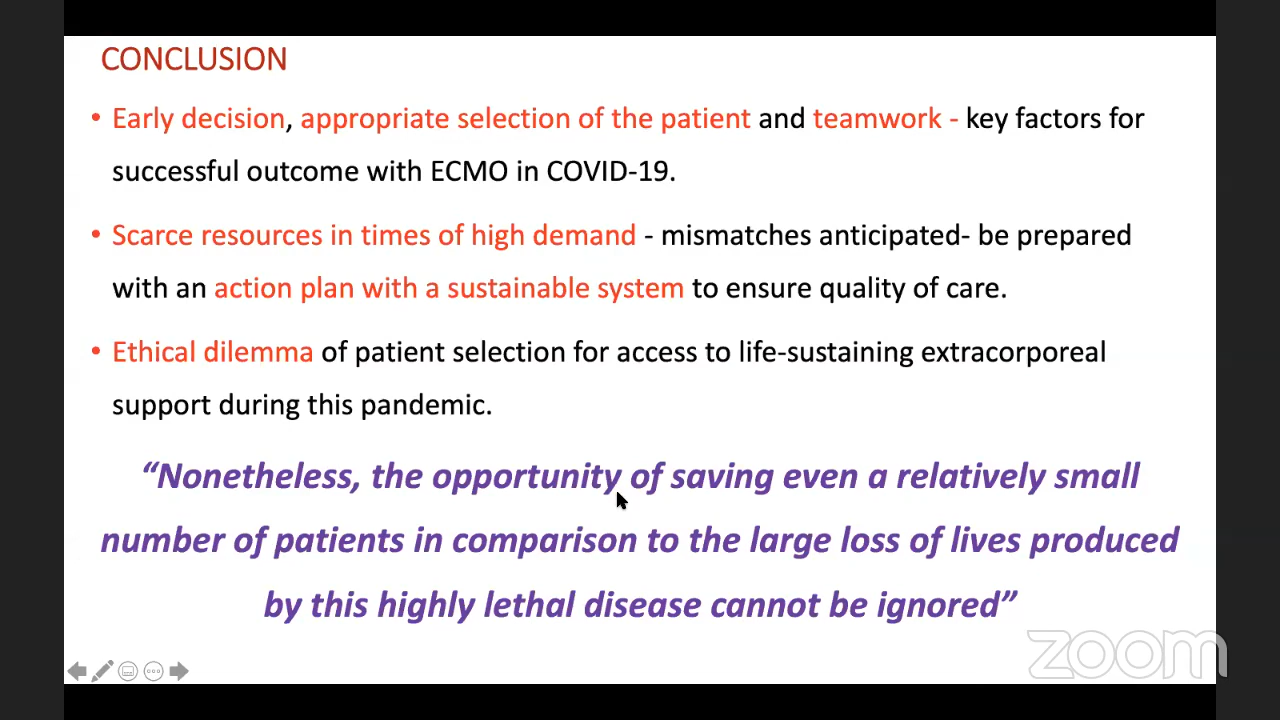 CONCLUSION
• Early decision, appropriate selection of the patient and teamwork - key factors for
successful outcome with ECMO in COVID-19.
• Scarce resources in times of high demand - mismatches anticipated- be prepared
with an action plan with a sustainable system to ensure quality of care.
• Ethical dilemma of patient selection for access to life-sustaining extracorporeal
support during this pandemic.
“Nonetheless, the opportunity of saving even a relatively small
number of patients in comparison to the large loss of lives produced
by this highly lethal disease cannot be ignored”
zoom